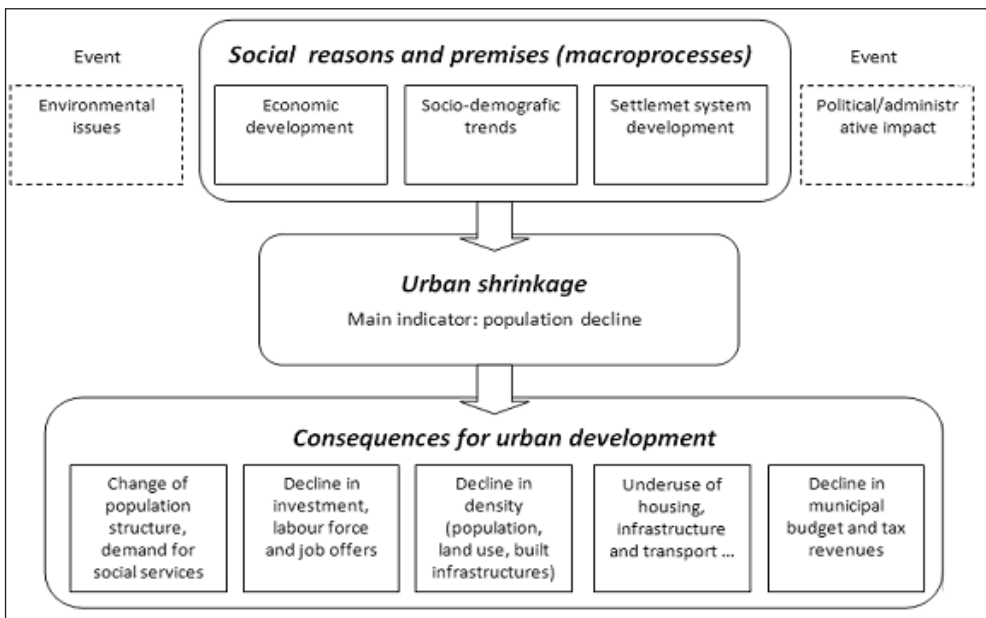 Social reasons and premises (macroprocesses)
Event
Environmental
issues
Economic
development
Socio-demografic
trends
Settlemet system
development
Event
Political/administr
ative impact
Urban shrinkage
Main indicator: population decline
Consequences for urban development
Change of
population
structure,
demand for
social services
Decline in
investment,
labour force
and job offers
Decline in
density
(population,
land use, built
infrastructures)
Underuse of
housing,
infrastructure
and transport ...
Decline in
municipal
budget and tax
revenues